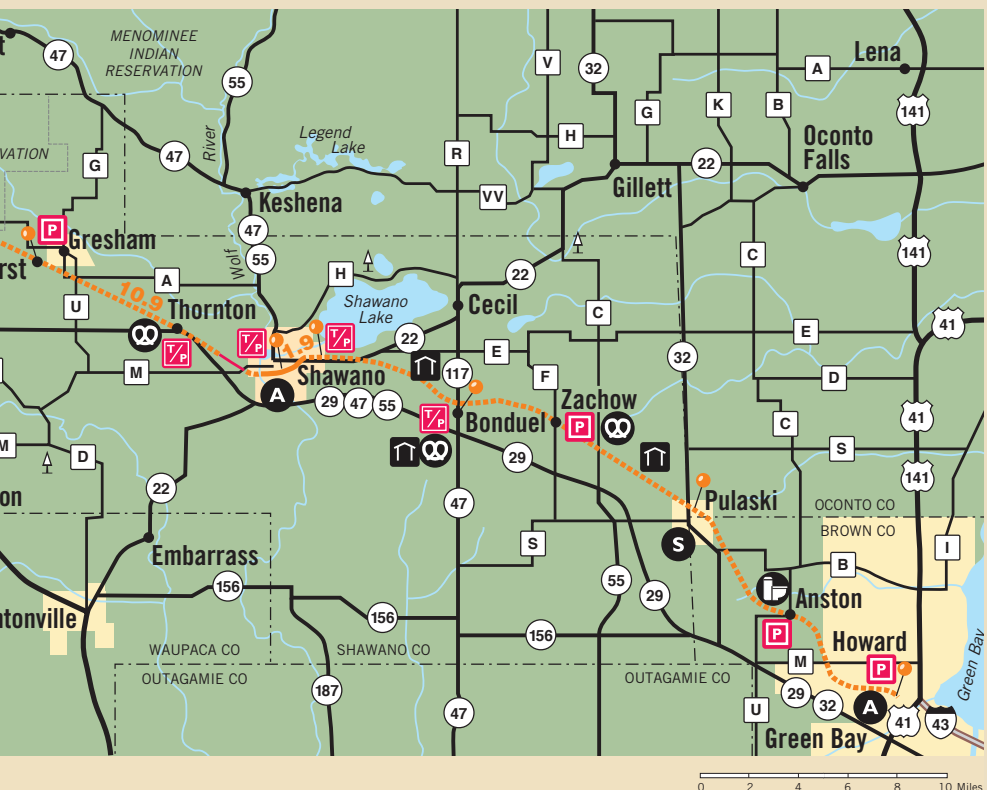 MENOMINEE
INDIAN
RESERVATION
47
55
V
32
Lena
A
141
G
K
B
Legend
Lake
River
H
R
Oconto
Falls
VATION
47
G
22
Gillett
VV
Keshena
P
Gresham
47
55
Wolf
141
C
rst
A
H
22
Cecil
C
10.9
U
Thornton
Shawano
Lake
T/P
T/P
T/P
1.9
22
E
E
41
32
M
Shawano
A
117
F
D
29
47
55
T/P
Bonduel
Zachow
P
C
41
M
D
29
S
141
on
22
47
Pulaski
OCONTO CO
BROWN CO
S
S
I
Embarrass
B
156
55
29
Anston
P
ntonville
156
156
Howard
P
M
WAUPACA CO
SHAWANO CO
OUTAGAMIE CO
OUTAGAMIE CO
187
47
29
32
A
U
41
43
Green Bay
Green Bay
0 2 4 6 8 10 Miles